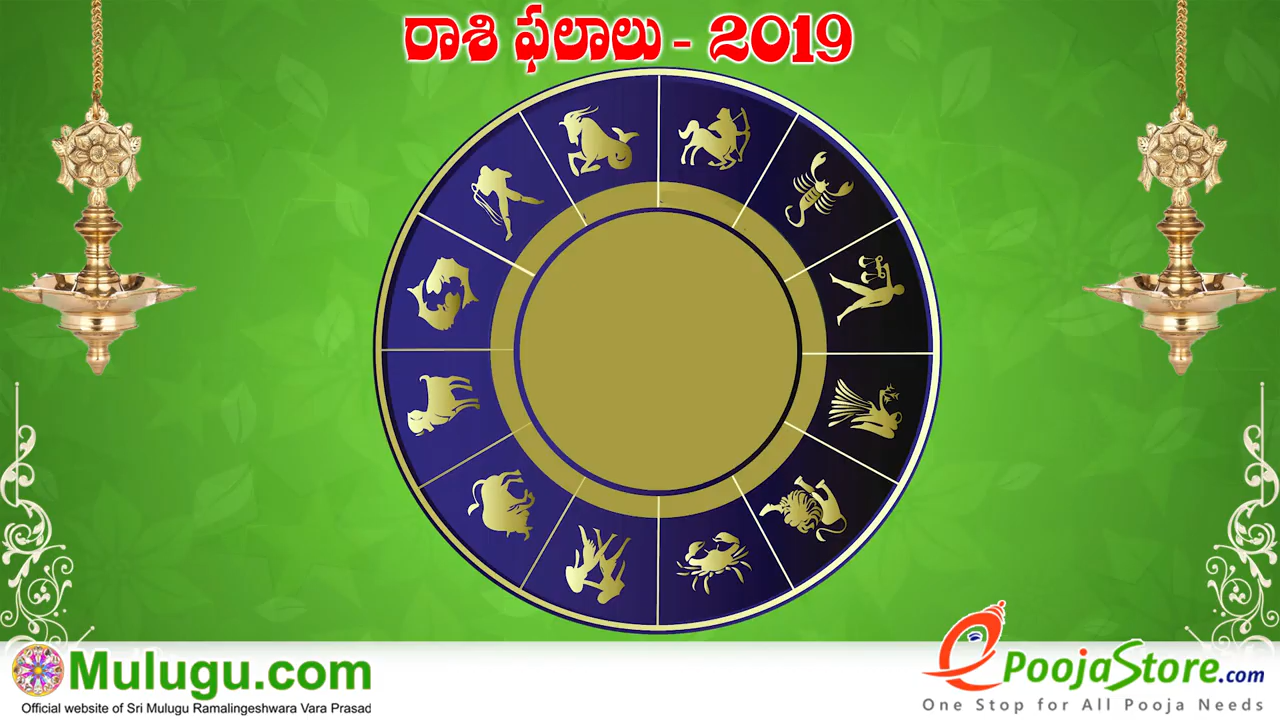 రాశి ఫలాలు - 2019
Mulugu.com
Official website of Sri Mulugu Ramalingeshwara Vara Prasad
ePoojaStore.com
One Stop for All Pooja Needs